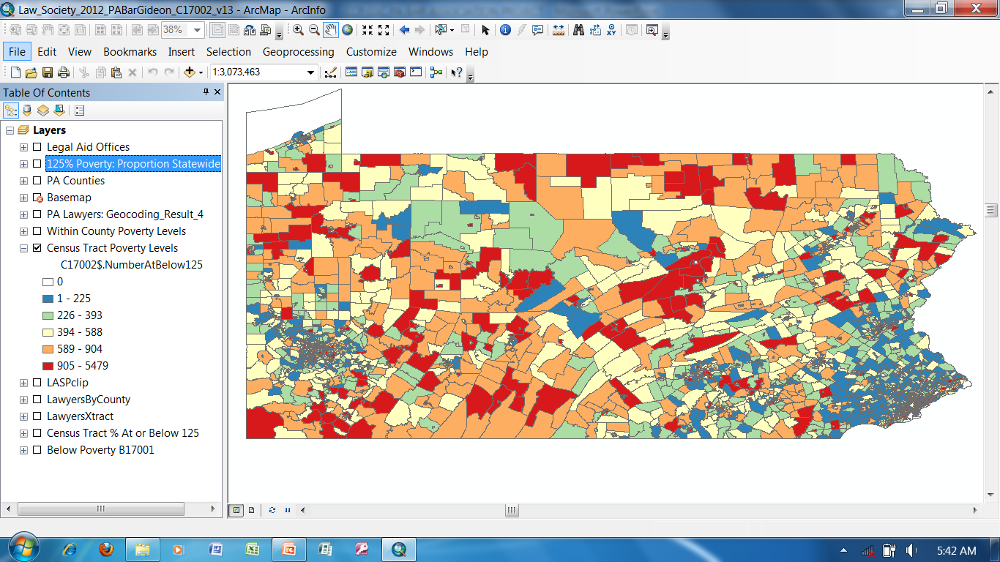 Law_Society_2012_PABarGideon_C17002_v13 - ArcMap - ArcInfo
38%
XY
File Edit View Bookmarks Insert Selection Geoprocessing Customize Windows Help
1:3,073,463
Table Of Contents
Layers
Legal Aid Offices
125% Poverty: Proportion Statewide
PA Counties
Basemap
PA Lawyers: Geocoding_Result_4
Within County Poverty Levels
Census Tract Poverty Levels
C17002$.NumberAtBelow125
0
1 - 225
226 - 393
394 - 588
589 - 904
905 - 5479
LASPclip
LawyersByCounty
LawyersXtract
Census Tract % At or Below 125
Below Poverty B17001
5:42 AM